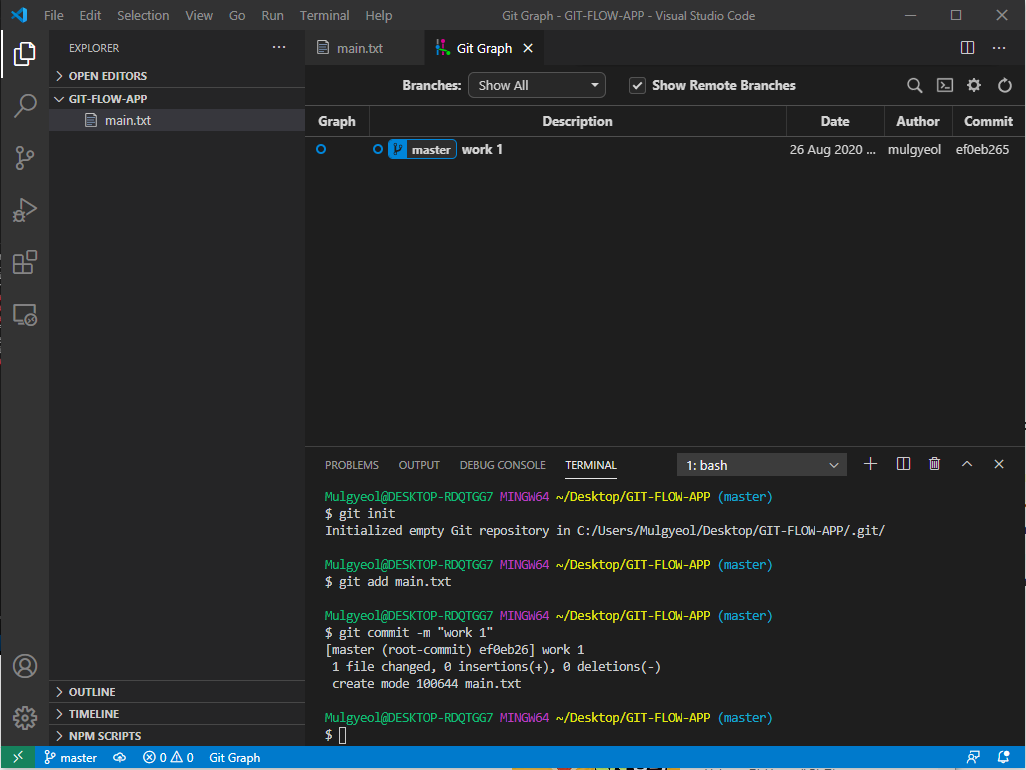 File Edit Selection View Go Run Terminal Help Git Graph - GIT-FLOW-APP - Visual Studio Code
EXPLORER
OPEN EDITORS
GIT-FLOW-APP
main.txt
OUTLINE
TIMELINE
NPM SCRIPTS
main.txt Git Graph
Branches: Show All Show Remote Branches
Graph Description Date Author Commit
master work 1 26 Aug 2020 ... mulgyeol ef0eb265
PROBLEMS OUTPUT DEBUG CONSOLE TERMINAL 1: bash
Mulgyeol@DESKTOP-RDQTGG7 MINGW64 ~/Desktop/GIT-FLOW-APP (master)
$ git init
Initialized empty Git repository in C:/Users/Mulgyeol/Desktop/GIT-FLOW-APP/.git/
Mulgyeol@DESKTOP-RDQTGG7 MINGW64 ~/Desktop/GIT-FLOW-APP (master)
$ git add main.txt
Mulgyeol@DESKTOP-RDQTGG7 MINGW64 ~/Desktop/GIT-FLOW-APP (master)
$ git commit -m "work 1"
[master (root-commit) ef0eb26] work 1
1 file changed, 0 insertions(+), 0 deletions(-)
create mode 100644 main.txt
Mulgyeol@DESKTOP-RDQTGG7 MINGW64 ~/Desktop/GIT-FLOW-APP (master)
$
master 0 0 Git Graph